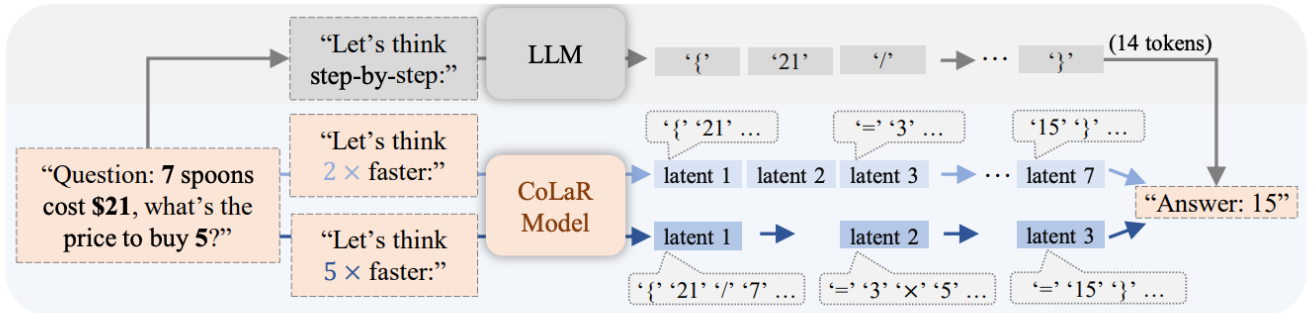 “Let’s think
step-by-step:”
LLM
‘{’ ‘21’ ‘/’ ··· ‘}’
(14 tokens)
“Question: 7 spoons
cost $21, what’s the
price to buy 5?”
“Let’s think
2 × faster:”
“Let’s think
5 × faster:”
CoLaR
Model
‘{’ ‘21’ ...
‘=’ ‘3’ ...
‘15’ ‘}’ ...
latent 1 latent 2 latent 3 ··· latent 7
latent 1 latent 2 latent 3
‘{’ ‘21’ ‘/’ ‘7’ ...
‘=’ ‘3’ ‘×’ ‘5’ ...
‘=’ ‘15’ ‘}’ ...
“Answer: 15”